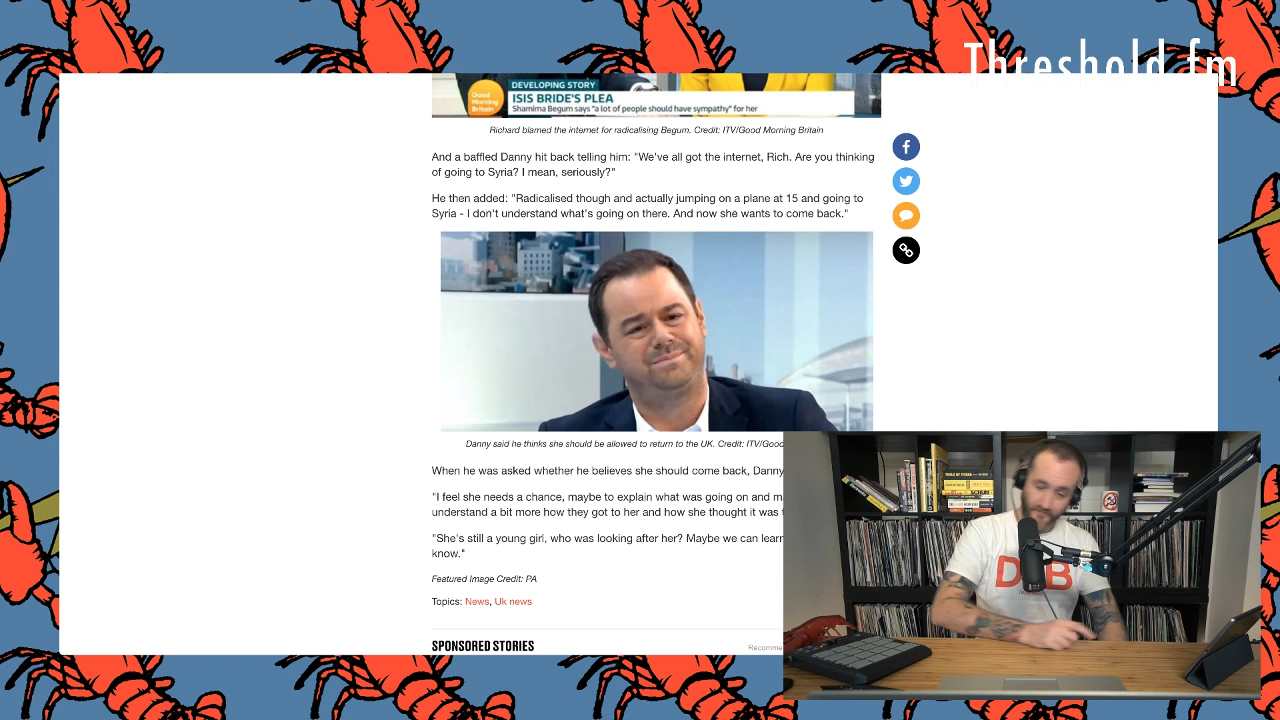 Threshold.fm
DEVELOPING STORY
Good Morning Britain
ISIS BRIDE'S PLEA
Shamima Begum says "a lot of people should have sympathy" for her
Richard blamed the internet for radicalising Begum. Credit: ITV/Good Morning Britain
And a baffled Danny hit back telling him: "We've all got the internet, Rich. Are you thinking
of going to Syria? I mean, seriously?"
He then added: "Radicalised though and actually jumping on a plane at 15 and going to
Syria - I don't understand what's going on there. And now she wants to come back."
Danny said he thinks she should be allowed to return to the UK. Credit: ITV/Good
When he was asked whether he believes she should come back, Danny
"I feel she needs a chance, maybe to explain what was going on and m
understand a bit more how they got to her and how she thought it was
"She's still a young girl, who was looking after her? Maybe we can learn
know."
Featured Image Credit: PA
Topics: News, Uk news
SPONSORED STORIES
Recomme